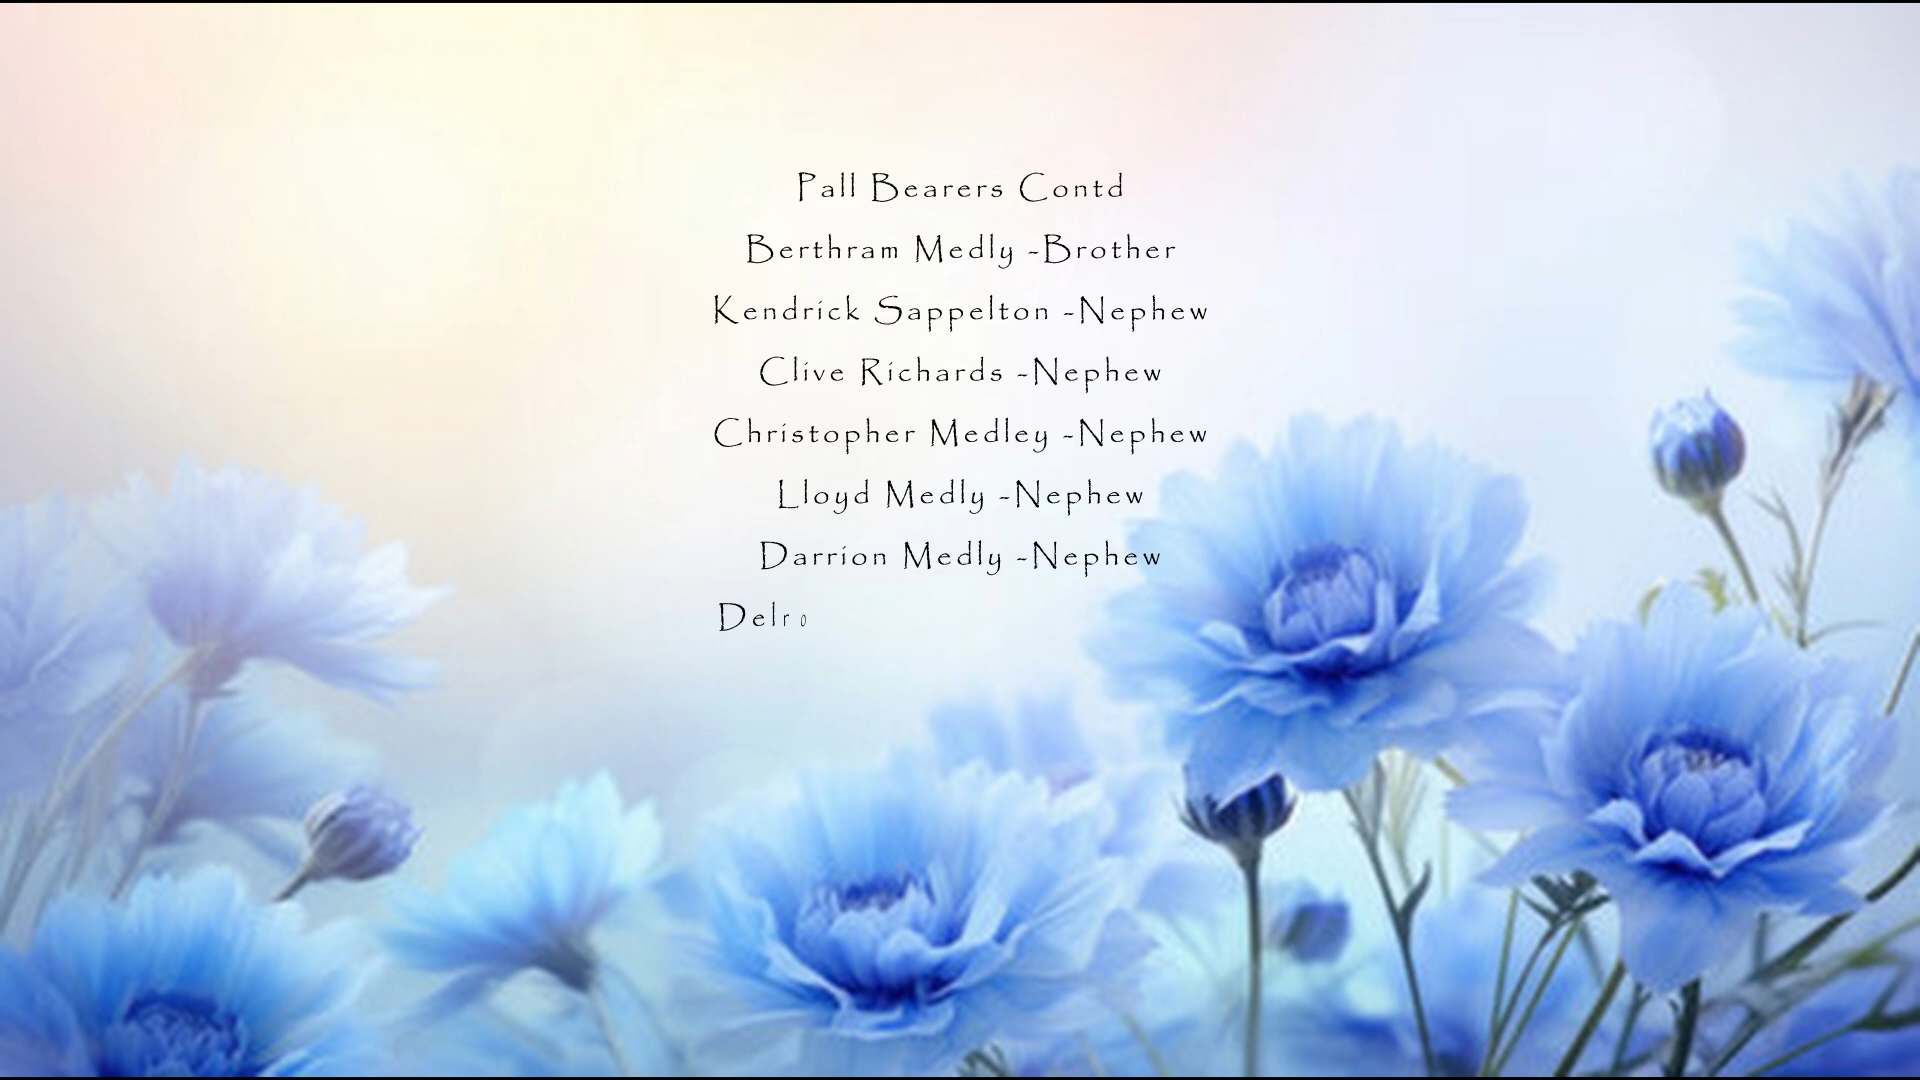 Pall Bearers Contd
Berthram Medly -Brother
Kendrick Sappelton -Nephew
Clive Richards -Nephew
Christopher Medley -Nephew
Lloyd Medly -Nephew
Darrion Medly -Nephew
Delro